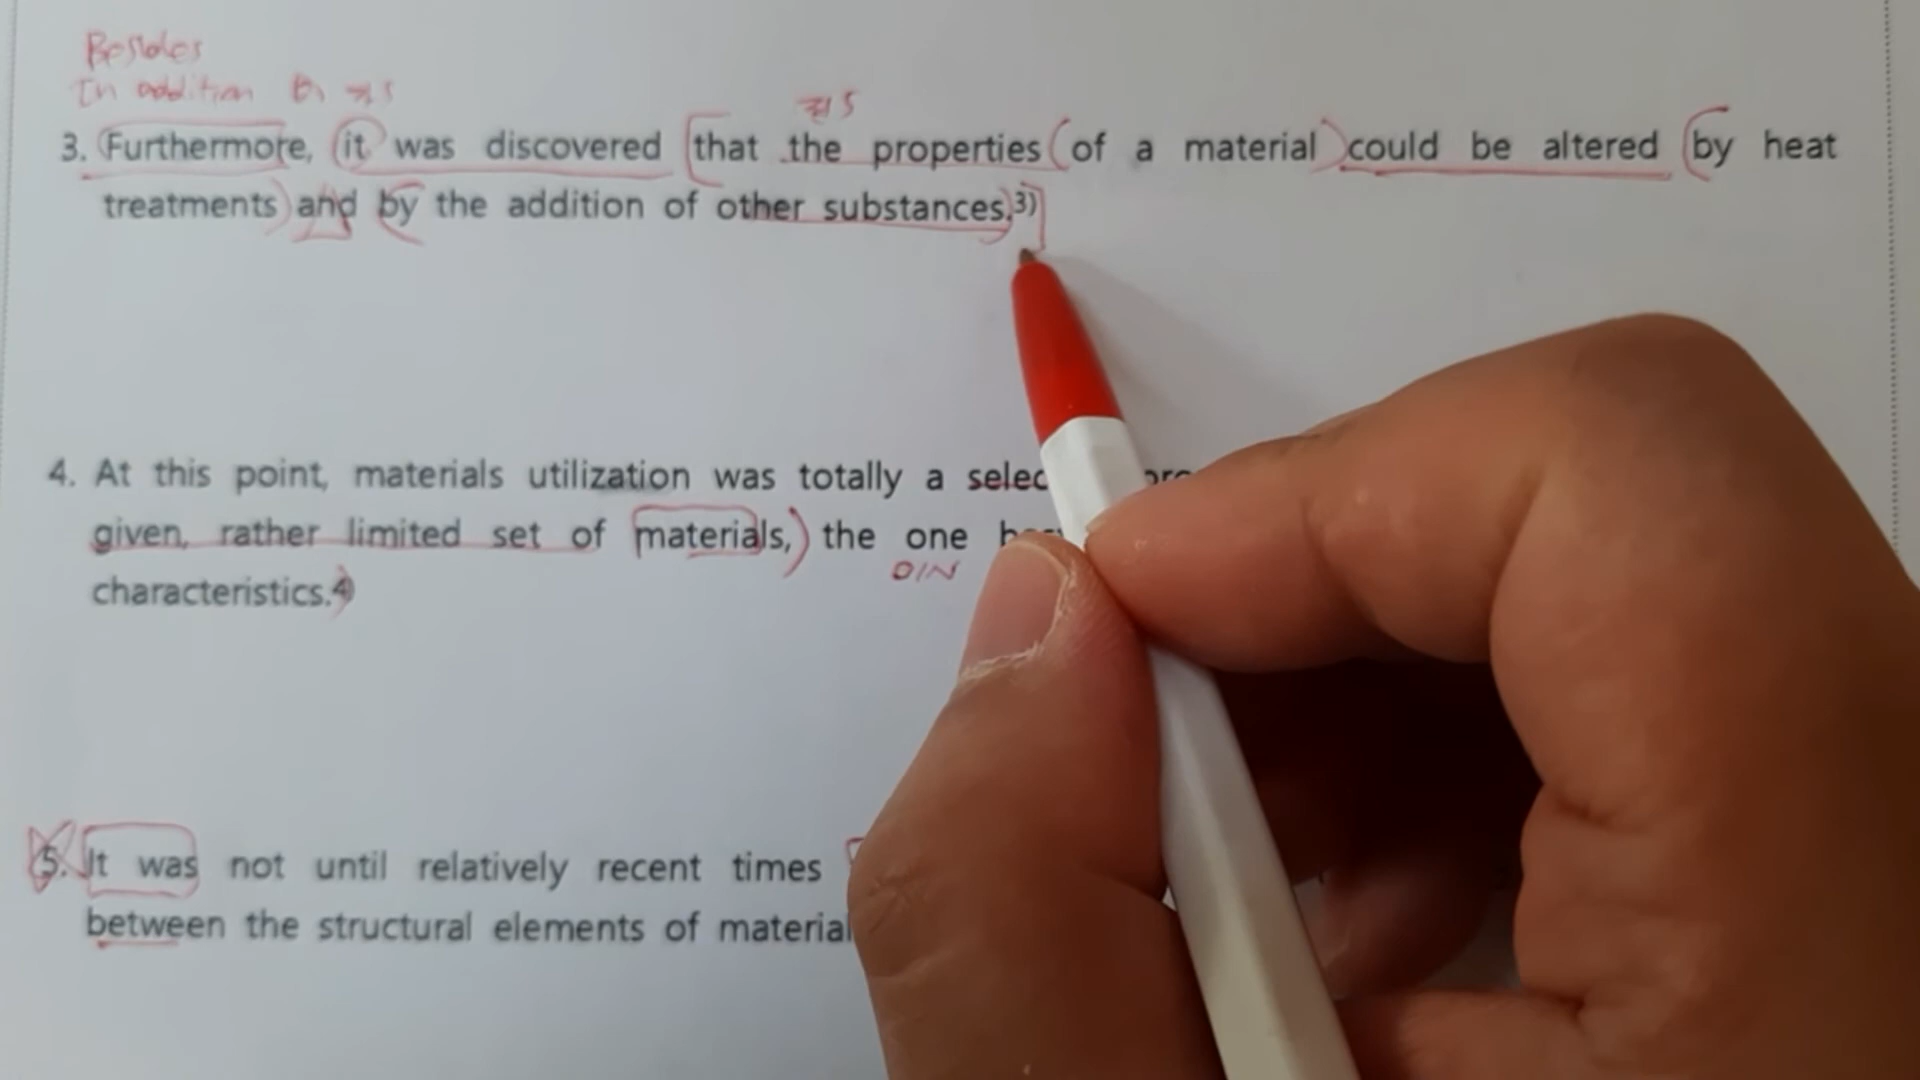 Besides
In addition to
3. Furthermore, it was discovered that the properties of a material could be altered by heat
treatments and by the addition of other substances.3)
4. At this point, materials utilization was totally a
given, rather limited set of materials, the one
characteristics.4)
5. It was not until relatively recent times
between the structural elements of material